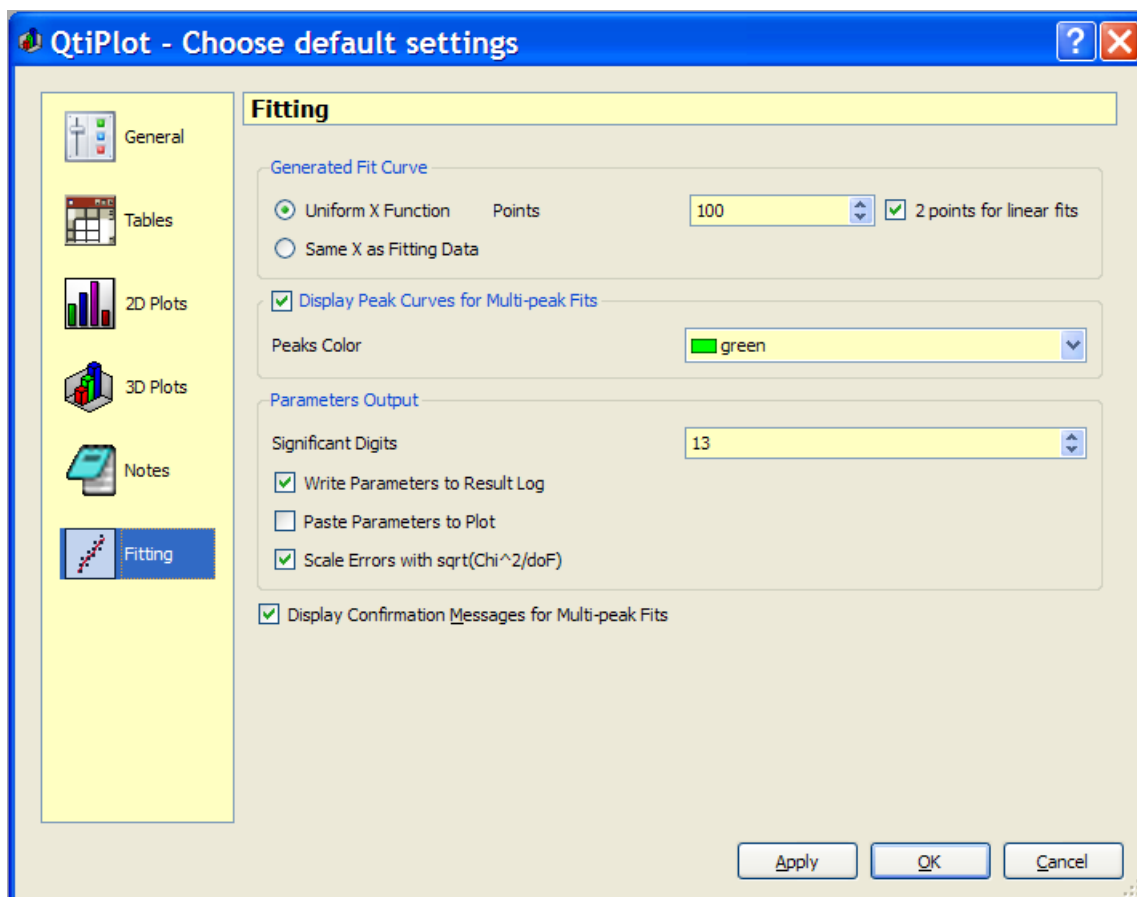 QtiPlot - Choose default settings
General
Tables
2D Plots
3D Plots
Notes
Fitting
Fitting
Generated Fit Curve
Uniform X Function Points 100 2 points for linear fits
Same X as Fitting Data
Display Peak Curves for Multi-peak Fits
Peaks Color green
Parameters Output
Significant Digits 13
Write Parameters to Result Log
Paste Parameters to Plot
Scale Errors with sqrt(Chi^2/doF)
Display Confirmation Messages for Multi-peak Fits
Apply OK Cancel